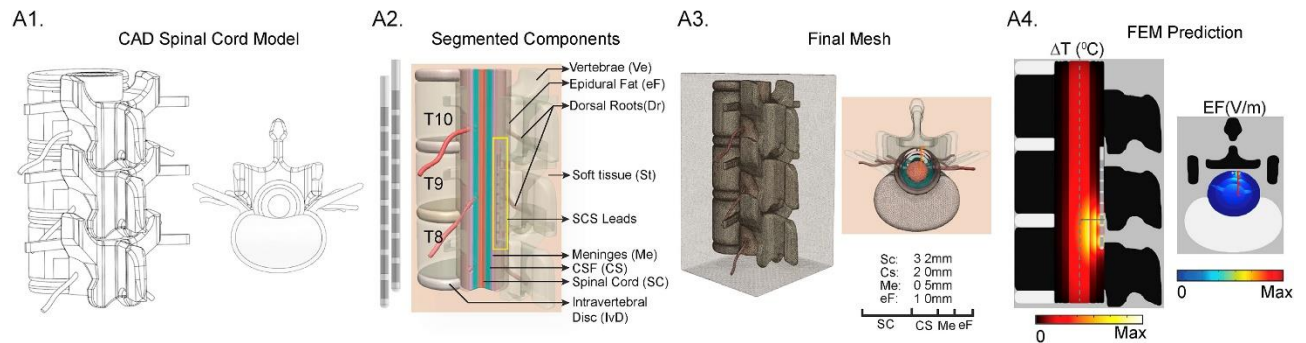 A1.
CAD Spinal Cord Model
A2.
Segmented Components
T10
T9
T8
Vertebrae (Ve)
Epidural Fat (eF)
Dorsal Roots(Dr)
Soft tissue (St)
SCS Leads
Meninges (Me)
CSF (CS)
Spinal Cord (SC)
Intravertebral
Disc (IvD)
A3.
Final Mesh
Sc: 3 2mm
Cs: 2 0mm
Me: 0 5mm
eF: 1 0mm
SC CS Me eF
A4.
FEM Prediction
ΔT (⁰C)
0 Max
EF(V/m)
0 Max